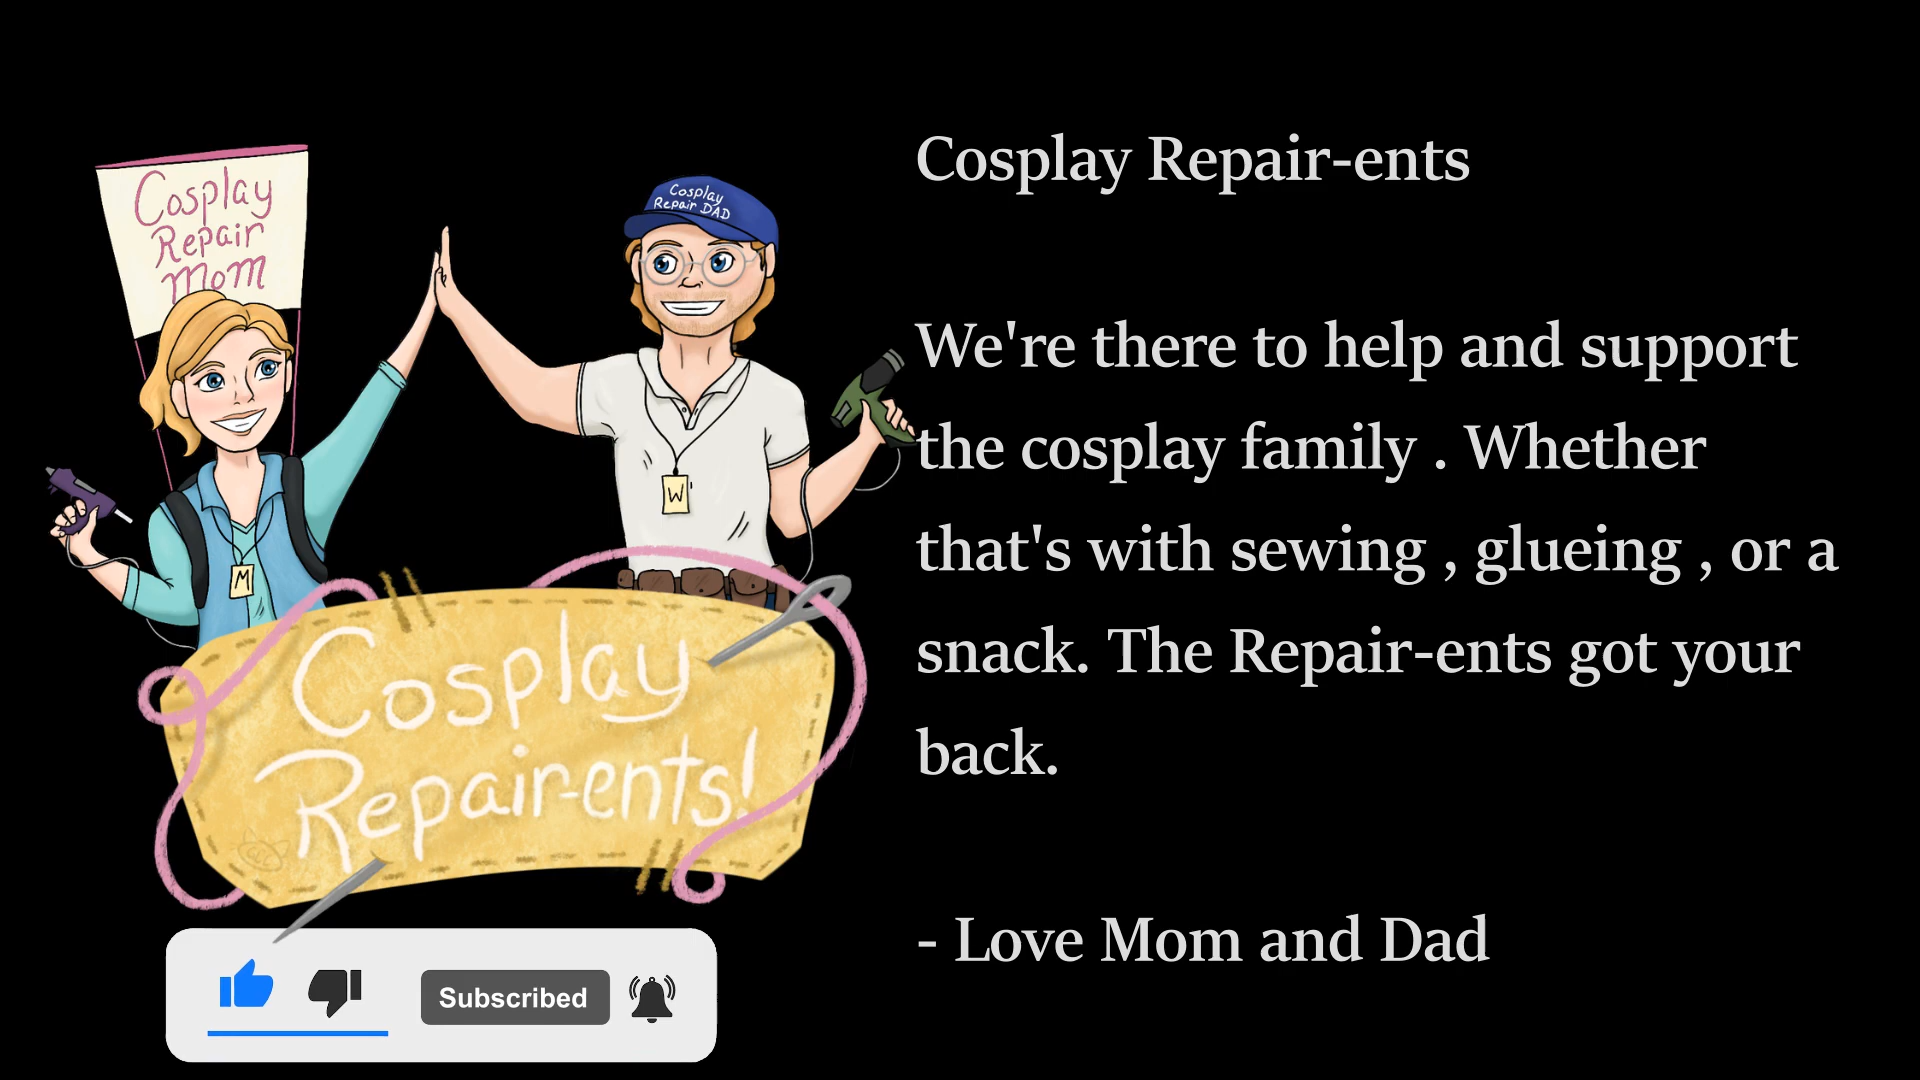 Cosplay
Repair
MoM
Cosplay
Repair DAD
M
W
Cosplay
Repair-ents!
Subscribed
Cosplay Repair-ents
We're there to help and support
the cosplay family . Whether
that's with sewing , glueing , or a
snack. The Repair-ents got your
back.
- Love Mom and Dad